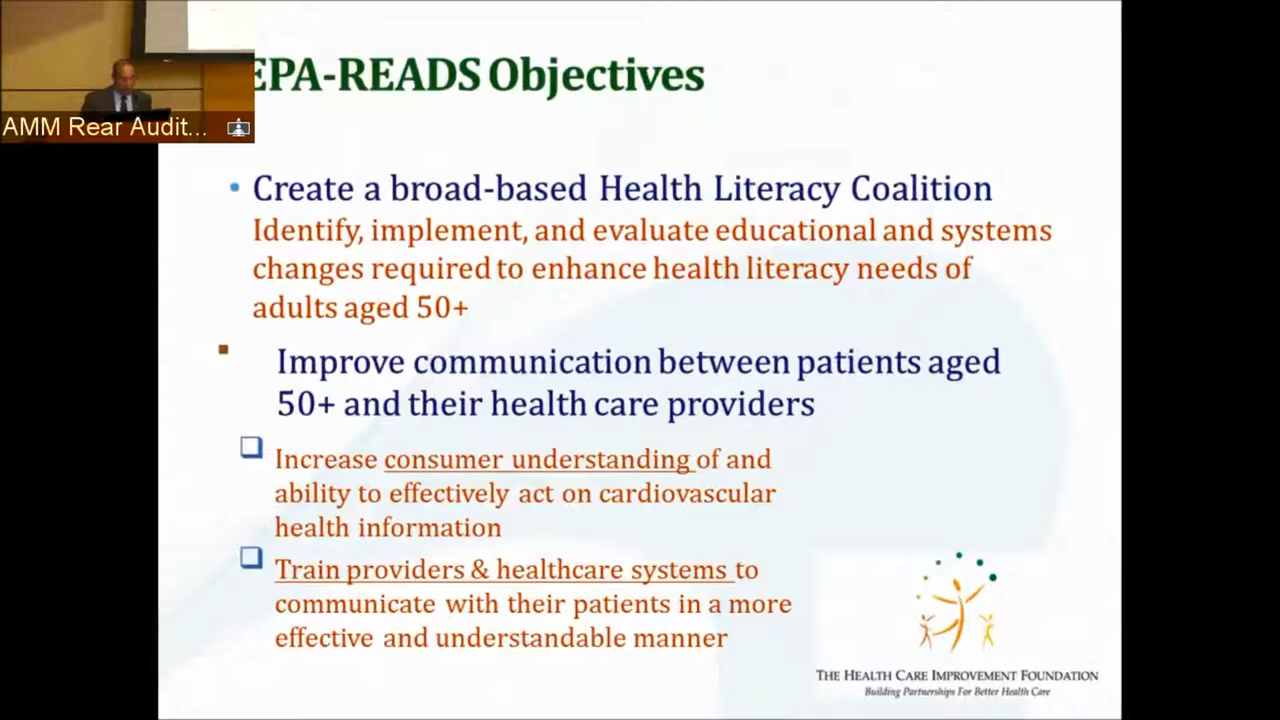 EPA-READS Objectives
AMM Rear Audit...
• Create a broad-based Health Literacy Coalition
Identify, implement, and evaluate educational and systems
changes required to enhance health literacy needs of
adults aged 50+
▪ Improve communication between patients aged
50+ and their health care providers
❑ Increase consumer understanding of and
ability to effectively act on cardiovascular
health information
❑ Train providers & healthcare systems to
communicate with their patients in a more
effective and understandable manner
THE HEALTH CARE IMPROVEMENT FOUNDATION
Building Partnerships For Better Health Care